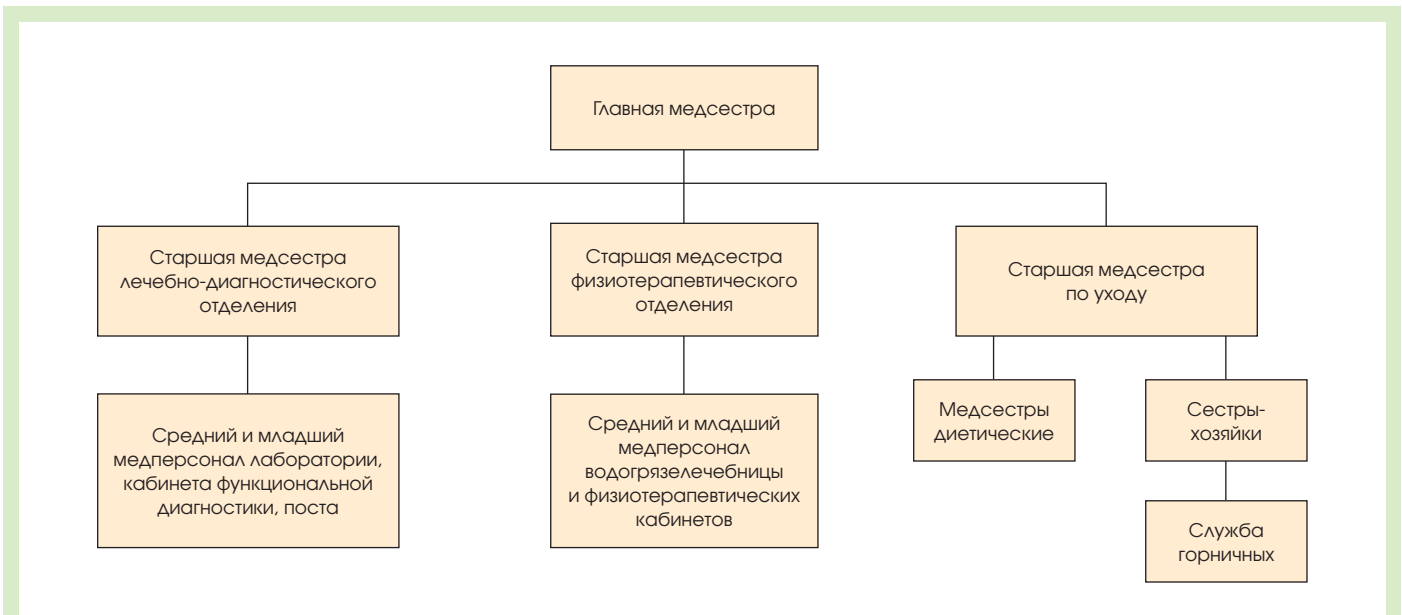 Главная медсестра
Старшая медсестра
лечебно-диагностического
отделения
Старшая медсестра
физиотерапевтического
отделения
Старшая медсестра
по уходу
Средний и младший
медперсонал лаборатории,
кабинета функциональной
диагностики, поста
Средний и младший
медперсонал
водогрязелечебницы
и физиотерапевтических
кабинетов
Медсестры
диетические
Сестры-
хозяйки
Служба
горничных